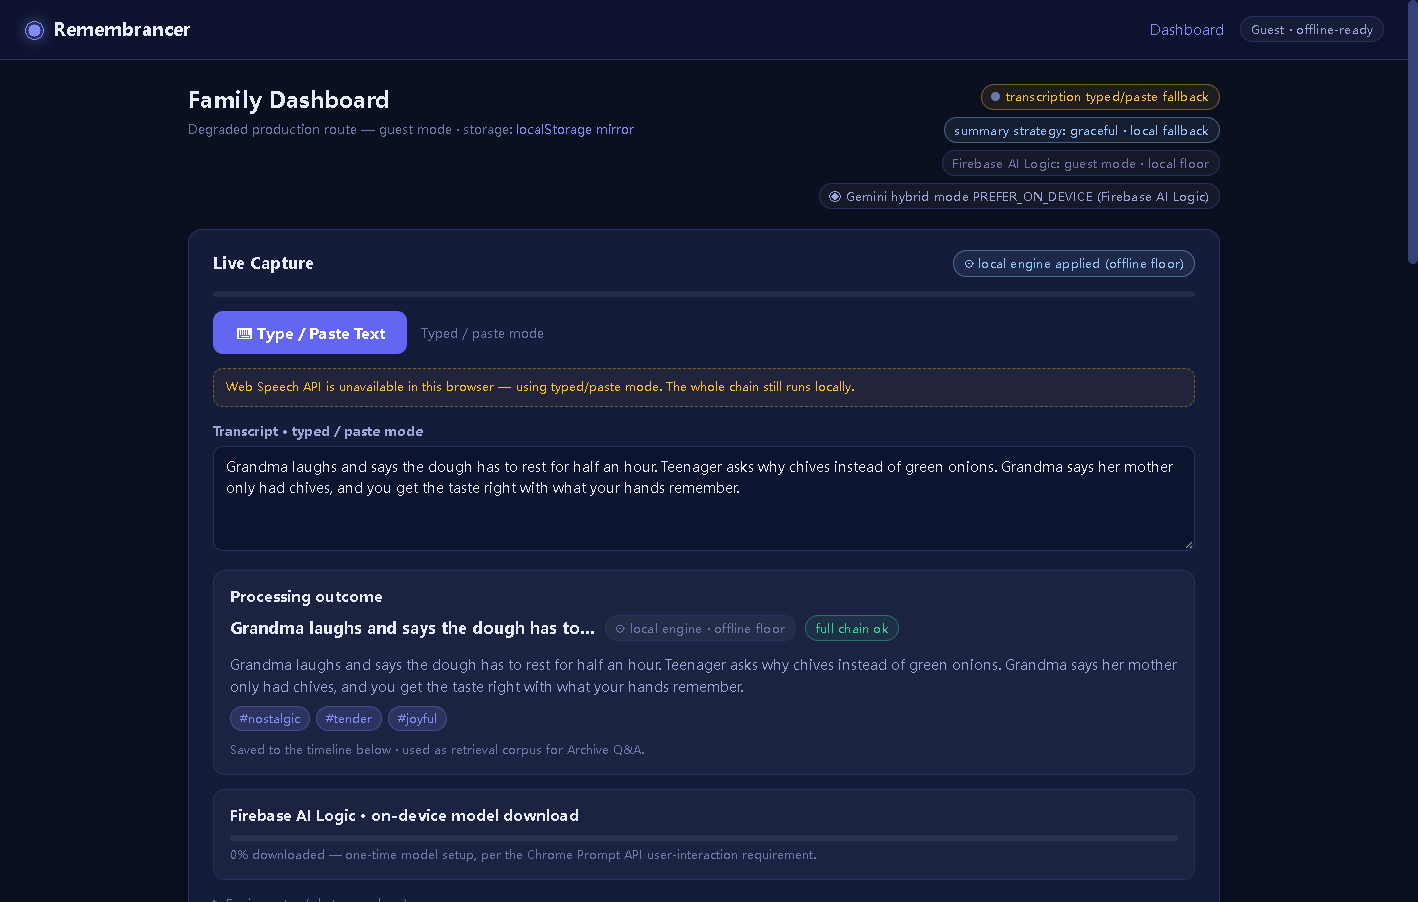 Remembrancer
Dashboard
Guest · offline-ready
Family Dashboard
Degraded production route — guest mode · storage: localStorage mirror
transcription typed/paste fallback
summary strategy: graceful · local fallback
Firebase AI Logic: guest mode · local floor
Gemini hybrid mode PREFER_ON_DEVICE (Firebase AI Logic)
Live Capture
local engine applied (offline floor)
Type / Paste Text
Typed / paste mode
Web Speech API is unavailable in this browser — using typed/paste mode. The whole chain still runs locally.
Transcript • typed / paste mode
Grandma laughs and says the dough has to rest for half an hour. Teenager asks why chives instead of green onions. Grandma says her mother
only had chives, and you get the taste right with what your hands remember.
Processing outcome
Grandma laughs and says the dough has to...
local engine · offline floor
full chain ok
Grandma laughs and says the dough has to rest for half an hour. Teenager asks why chives instead of green onions. Grandma says her mother
only had chives, and you get the taste right with what your hands remember.
#nostalgic
#tender
#joyful
Saved to the timeline below · used as retrieval corpus for Archive Q&A.
Firebase AI Logic • on-device model download
0% downloaded — one-time model setup, per the Chrome Prompt API user-interaction requirement.